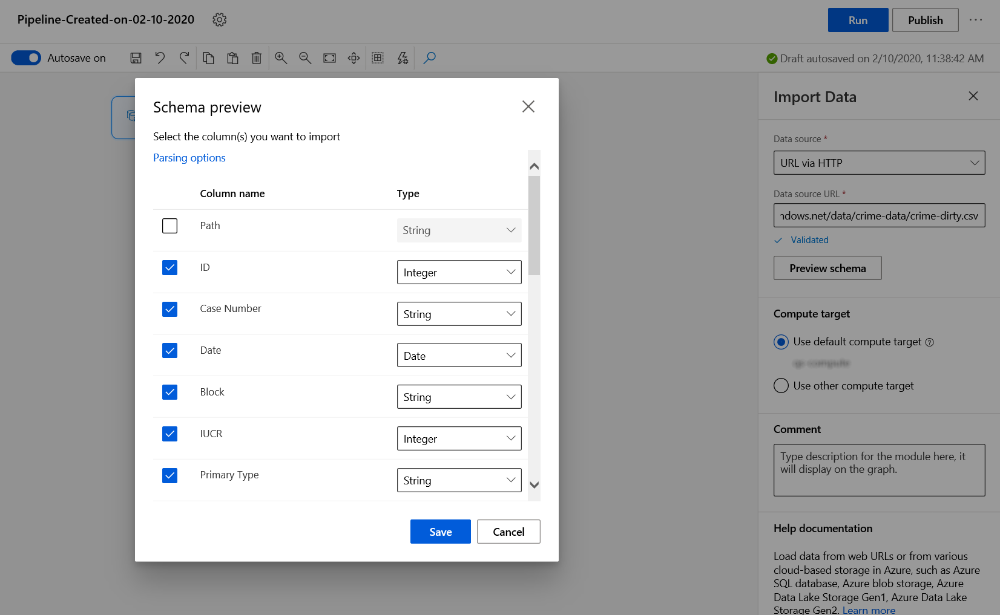 Pipeline-Created-on-02-10-2020
Run
Publish
Autosave on
Draft autosaved on 2/10/2020, 11:38:42 AM
Schema preview
Select the column(s) you want to import
Parsing options
Column name Type
Path String
ID Integer
Case Number String
Date Date
Block String
IUCR Integer
Primary Type String
Save Cancel
Import Data
Data source *
URL via HTTP
Data source URL *
ndows.net/data/crime-data/crime-dirty.csv
Validated
Preview schema
Compute target
Use default compute target
Use other compute target
Comment
Type description for the module here, it
will display on the graph.
Help documentation
Load data from web URLs or from various
cloud-based storage in Azure, such as Azure
SQL database, Azure blob storage, Azure
Data Lake Storage Gen1, Azure Data Lake
Storage Gen2. Learn more